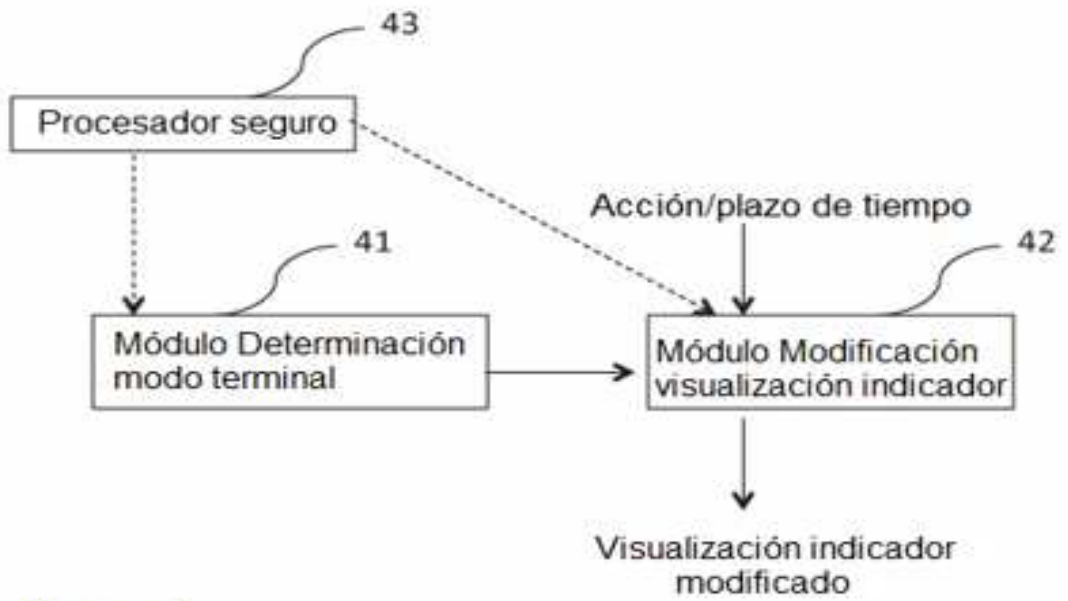 43
Procesador seguro
Acción/plazo de tiempo
41
42
Módulo Determinación
modo terminal
Módulo Modificación
visualización indicador
Visualización indicador
modificado